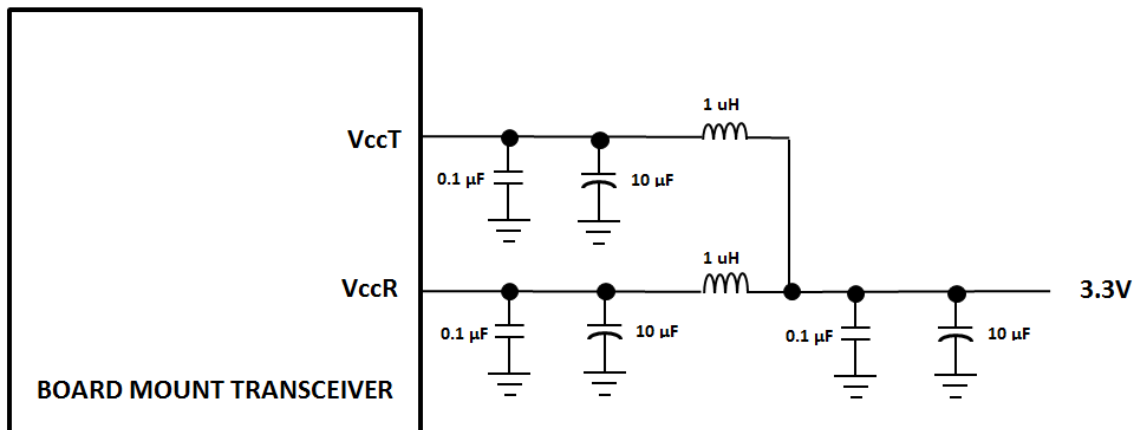 1 uH
VccT
0.1 µF
10 µF
1 uH
VccR
3.3V
0.1 µF
10 µF
0.1 µF
10 µF
BOARD MOUNT TRANSCEIVER